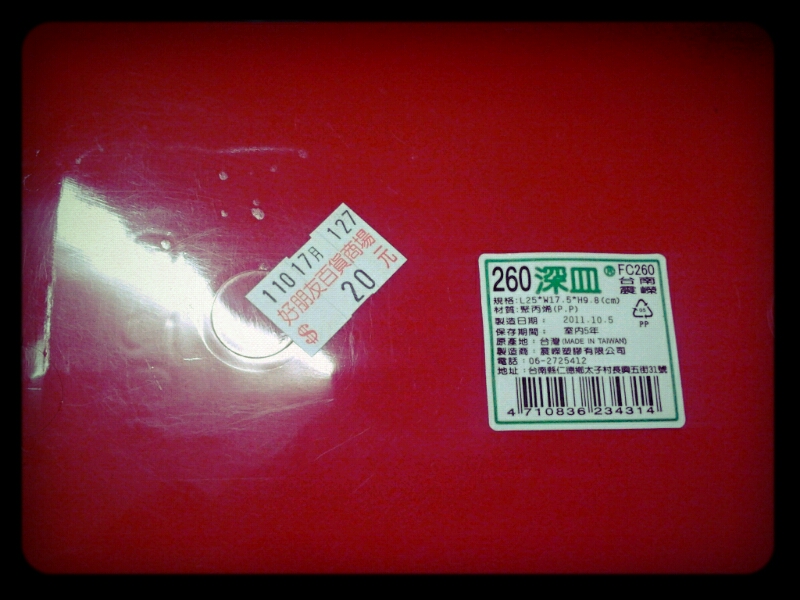 11017月 127
好朋友百貨商場
$ 20 元
260 深皿 ® FC260
台南
震嶸
規格:L25*W17.5*H9.8(cm)
材質:聚丙烯(P.P)
製造日期: 2011.10.5
保存期間: 室內5年
原產地:台灣(MADE IN TAIWAN)
製造商:震嶸塑膠有限公司
電話:06-2725412
地址:台南縣仁德鄉太子村長興五街31號
05
PP
4 710836 234314